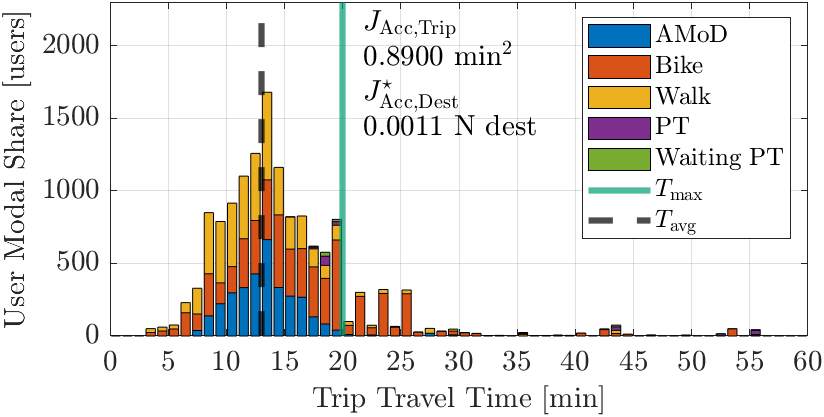 User Modal Share [users]
2000
1500
1000
500
0
J_Acc,Trip
0.8900 min²
J⋆_Acc,Dest
0.0011 N dest
AMoD
Bike
Walk
PT
Waiting PT
T_max
T_avg
0 5 10 15 20 25 30 35 40 45 50 55 60
Trip Travel Time [min]